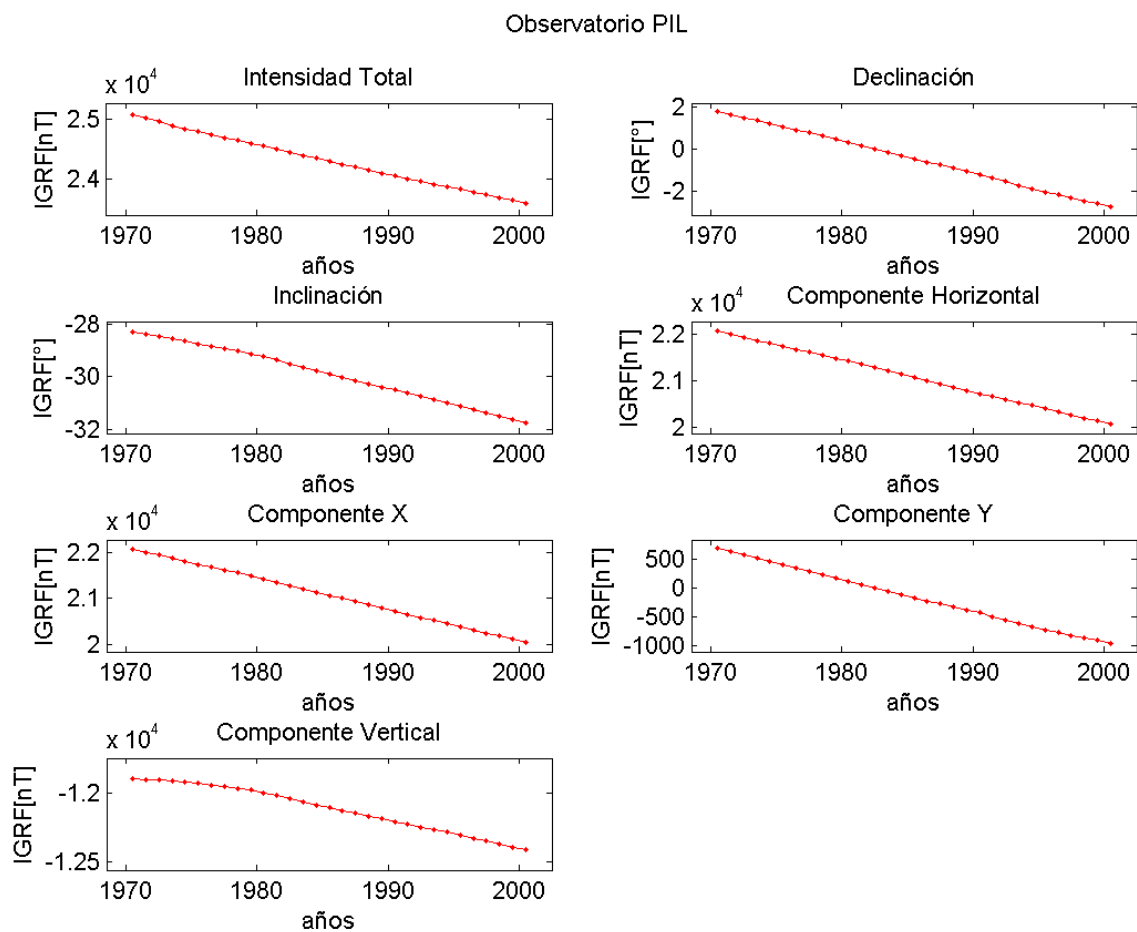 Observatorio PIL
x 10^4
Intensidad Total
IGRF[nT]
2.5
2.4
1970 1980 1990 2000
años
Declinación
IGRF[°]
2
0
-2
1970 1980 1990 2000
años
Inclinación
IGRF[°]
-28
-30
-32
1970 1980 1990 2000
años
x 10^4
Componente Horizontal
IGRF[nT]
2.2
2.1
2
1970 1980 1990 2000
años
x 10^4
Componente X
IGRF[nT]
2.2
2.1
2
1970 1980 1990 2000
años
Componente Y
IGRF[nT]
500
0
-500
-1000
1970 1980 1990 2000
años
x 10^4
Componente Vertical
IGRF[nT]
-1.2
-1.25
1970 1980 1990 2000
años